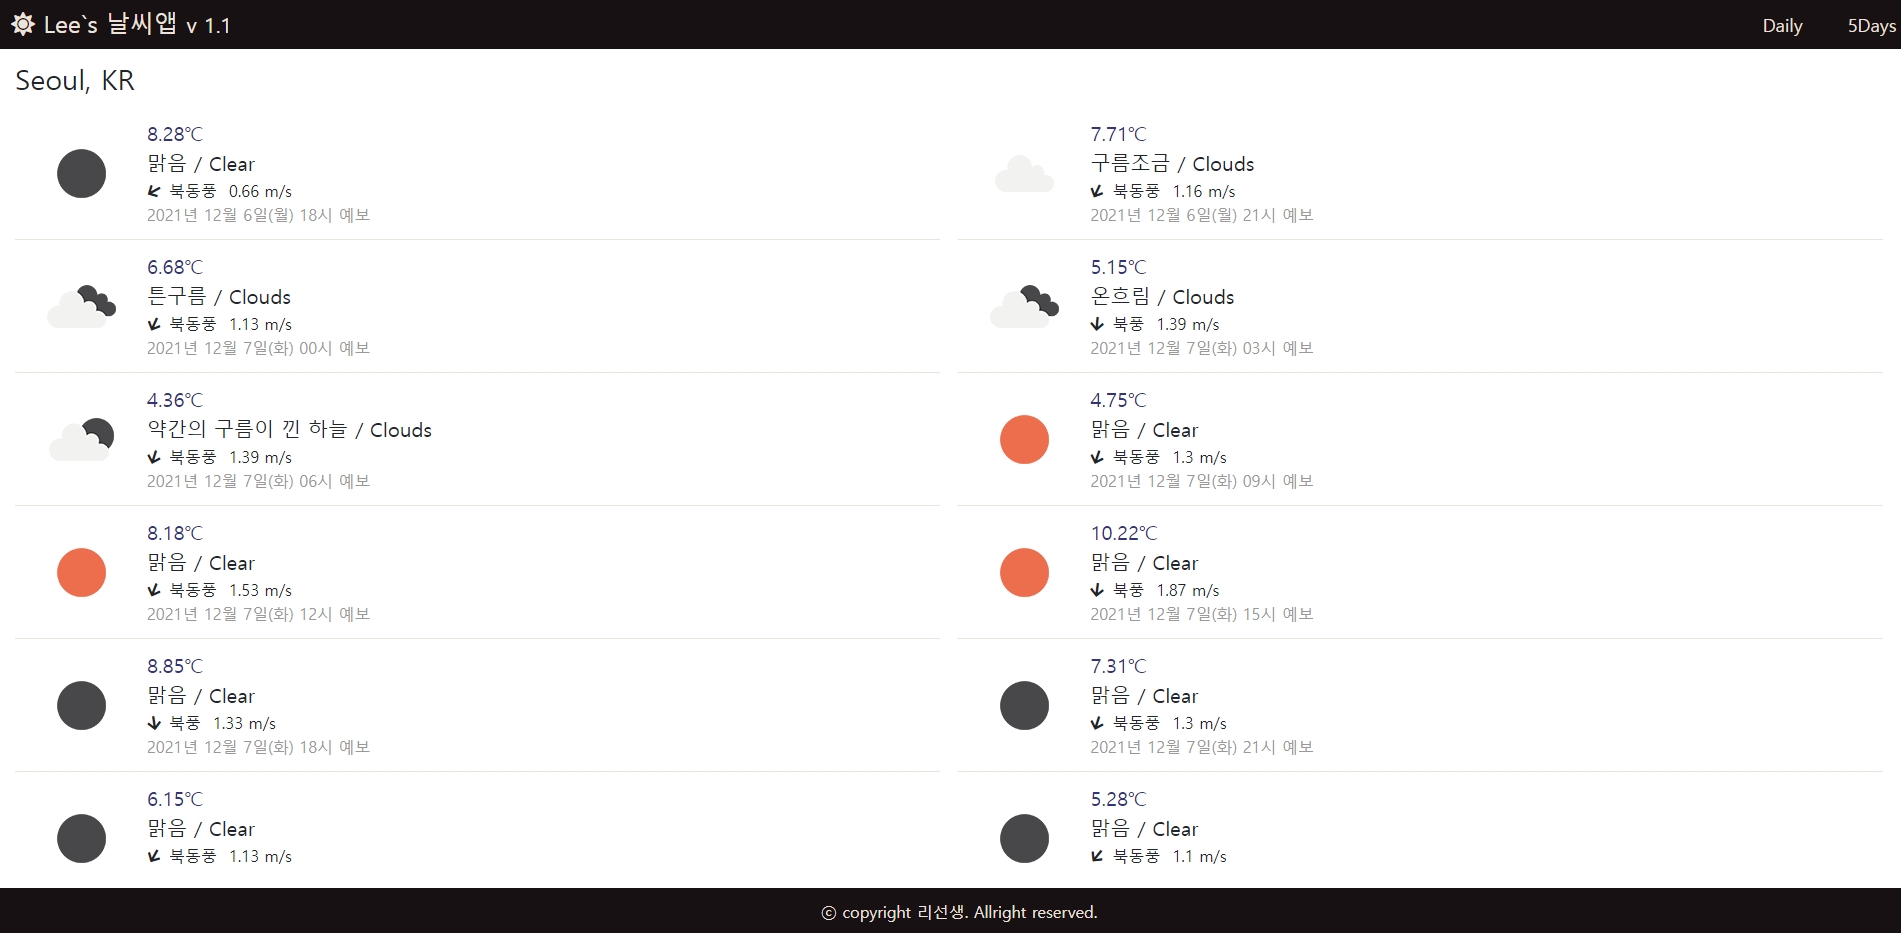 Lee`s 날씨앱 v 1.1
Daily
5Days
Seoul, KR
8.28℃
맑음 / Clear
북동풍 0.66 m/s
2021년 12월 6일(월) 18시 예보
7.71℃
구름조금 / Clouds
북동풍 1.16 m/s
2021년 12월 6일(월) 21시 예보
6.68℃
튼구름 / Clouds
북동풍 1.13 m/s
2021년 12월 7일(화) 00시 예보
5.15℃
온흐림 / Clouds
북풍 1.39 m/s
2021년 12월 7일(화) 03시 예보
4.36℃
약간의 구름이 낀 하늘 / Clouds
북동풍 1.39 m/s
2021년 12월 7일(화) 06시 예보
4.75℃
맑음 / Clear
북동풍 1.3 m/s
2021년 12월 7일(화) 09시 예보
8.18℃
맑음 / Clear
북동풍 1.53 m/s
2021년 12월 7일(화) 12시 예보
10.22℃
맑음 / Clear
북풍 1.87 m/s
2021년 12월 7일(화) 15시 예보
8.85℃
맑음 / Clear
북풍 1.33 m/s
2021년 12월 7일(화) 18시 예보
7.31℃
맑음 / Clear
북동풍 1.3 m/s
2021년 12월 7일(화) 21시 예보
6.15℃
맑음 / Clear
북동풍 1.13 m/s
5.28℃
맑음 / Clear
북동풍 1.1 m/s
ⓒ copyright 리선생. Allright reserved.